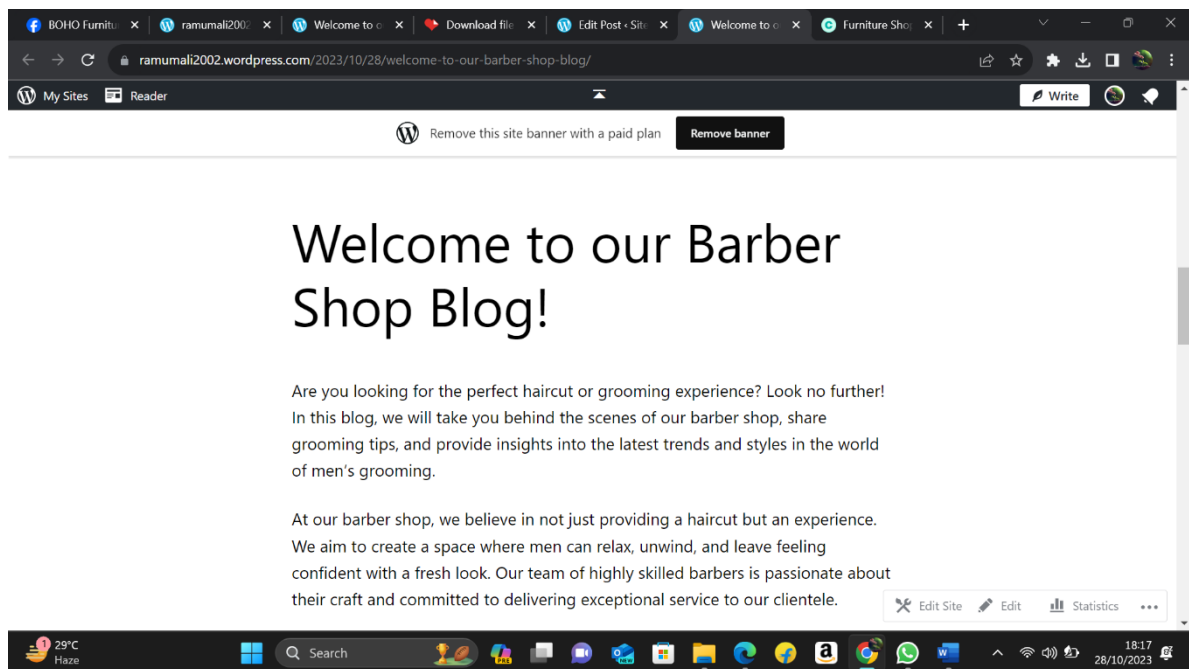 BOHO Furnitu
ramumali2002
Welcome to o
Download file
Edit Post ‹ Site
Welcome to o
Furniture Shop
ramumali2002.wordpress.com/2023/10/28/welcome-to-our-barber-shop-blog/
My Sites Reader Write
Remove this site banner with a paid plan Remove banner
Welcome to our Barber
Shop Blog!
Are you looking for the perfect haircut or grooming experience? Look no further!
In this blog, we will take you behind the scenes of our barber shop, share
grooming tips, and provide insights into the latest trends and styles in the world
of men’s grooming.
At our barber shop, we believe in not just providing a haircut but an experience.
We aim to create a space where men can relax, unwind, and leave feeling
confident with a fresh look. Our team of highly skilled barbers is passionate about
their craft and committed to delivering exceptional service to our clientele.
Edit Site Edit Statistics
1
29°C
Haze
Search
PRE
NEW
18:17
28/10/2023